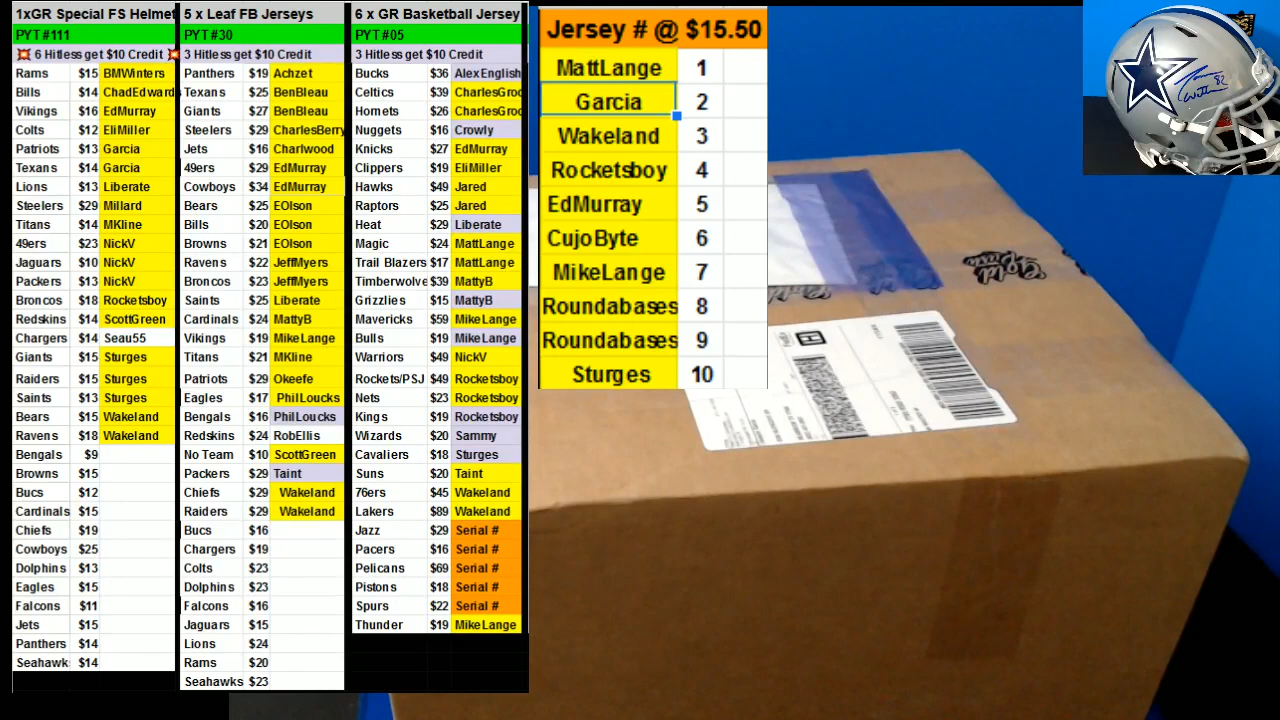 1xGR Special FS Helmet
PYT #111
💥 6 Hitless get $10 Credit 💥
Rams $15 BMWinters
Bills $14 ChadEdwards
Vikings $16 EdMurray
Colts $12 EliMiller
Patriots $13 Garcia
Texans $14 Garcia
Lions $13 Liberate
Steelers $29 Millard
Titans $14 MKline
49ers $23 NickV
Jaguars $10 NickV
Packers $13 NickV
Broncos $18 Rocketsboy
Redskins $14 ScottGreen
Chargers $14 Seau55
Giants $15 Sturges
Raiders $15 Sturges
Saints $13 Sturges
Bears $15 Wakeland
Ravens $18 Wakeland
Bengals $9
Browns $15
Bucs $12
Cardinals $15
Chiefs $19
Cowboys $25
Dolphins $13
Eagles $15
Falcons $11
Jets $15
Panthers $14
Seahawk $14
5 x Leaf FB Jerseys
PYT #30
3 Hitless get $10 Credit
Panthers $19 Achzet
Texans $25 BenBleau
Giants $27 BenBleau
Steelers $29 CharlesBerry
Jets $16 Charlwood
49ers $29 EdMurray
Cowboys $34 EdMurray
Bears $25 EOlson
Bills $20 EOlson
Browns $21 EOlson
Ravens $22 JeffMyers
Broncos $23 JeffMyers
Saints $25 Liberate
Cardinals $24 MattyB
Vikings $19 MikeLange
Titans $21 MKline
Patriots $29 Okeefe
Eagles $17 PhilLoucks
Bengals $16 PhilLoucks
Redskins $24 RobEllis
No Team $10 ScottGreen
Packers $29 Taint
Chiefs $29 Wakeland
Raiders $29 Wakeland
Bucs $16
Chargers $19
Colts $23
Dolphins $23
Falcons $16
Jaguars $15
Lions $24
Rams $20
Seahawks $23
6 x GR Basketball Jersey
PYT #05
3 Hitless get $10 Credit
Bucks $36 AlexEnglish
Celtics $39 CharlesGroo
Hornets $26 CharlesGroo
Nuggets $16 Crowly
Knicks $27 EdMurray
Clippers $19 EliMiller
Hawks $49 Jared
Raptors $25 Jared
Heat $29 Liberate
Magic $24 MattLange
Trail Blazers $17 MattLange
Timberwolve $39 MattyB
Grizzlies $15 MattyB
Mavericks $59 MikeLange
Bulls $19 MikeLange
Warriors $49 NickV
Rockets/PSJ $49 Rocketsboy
Nets $23 Rocketsboy
Kings $19 Rocketsboy
Wizards $20 Sammy
Cavaliers $18 Sturges
Suns $20 Taint
76ers $45 Wakeland
Lakers $89 Wakeland
Jazz $29 Serial #
Pacers $16 Serial #
Pelicans $69 Serial #
Pistons $18 Serial #
Spurs $22 Serial #
Thunder $19 MikeLange
Jersey # @ $15.50
MattLange 1
Garcia 2
Wakeland 3
Rocketsboy 4
EdMurray 5
CujoByte 6
MikeLange 7
Roundabases 8
Roundabases 9
Sturges 10
Gold Rush